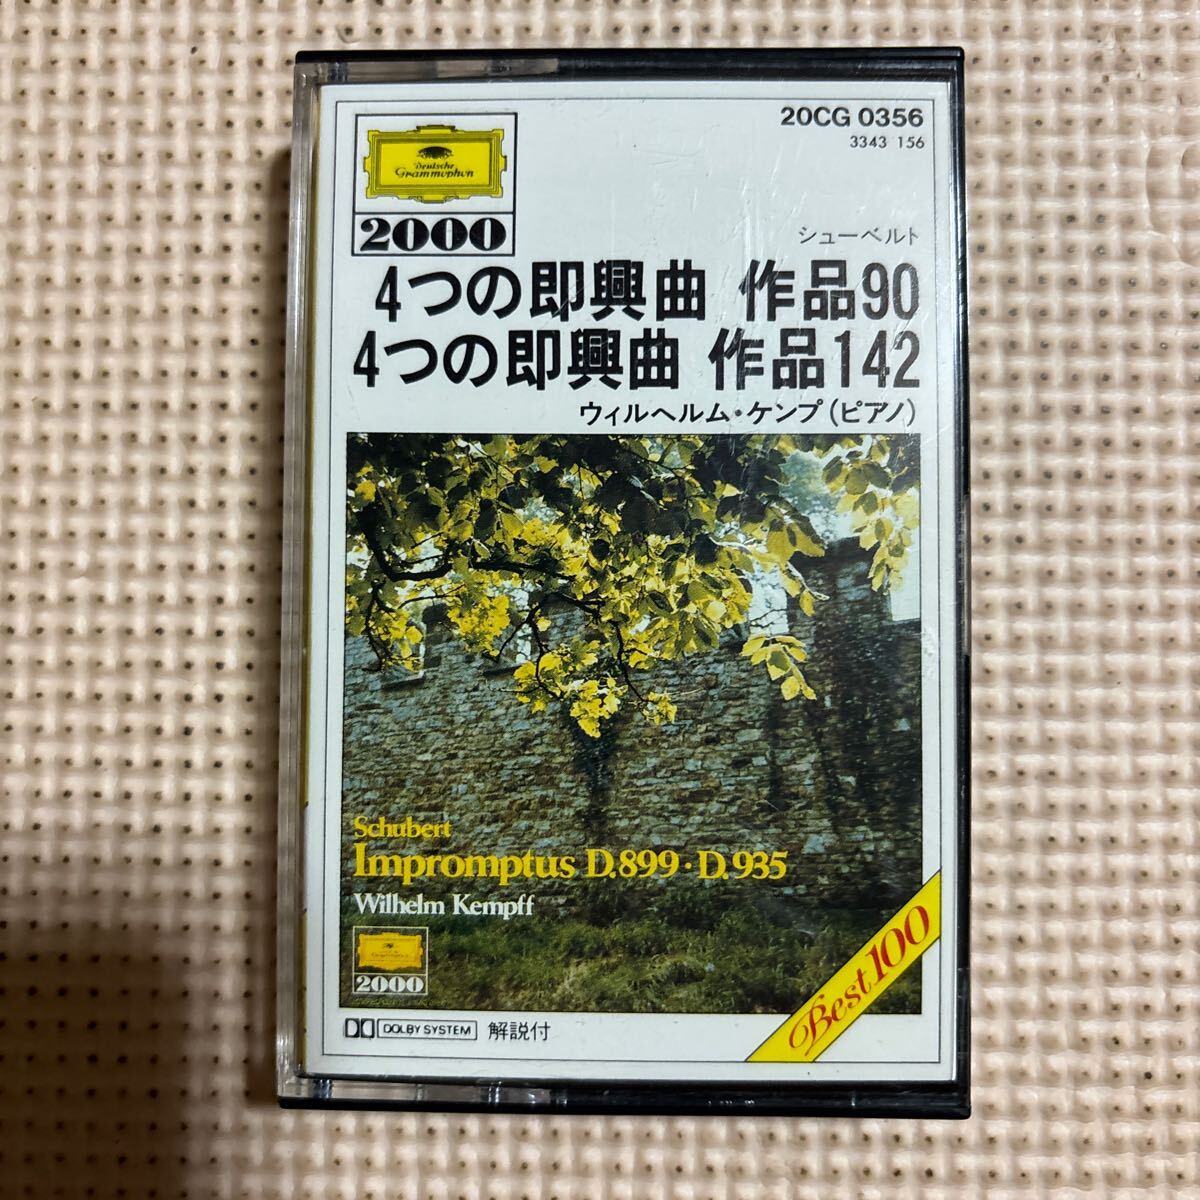 20CG 0356
3343 156
Deutsche
Grammophon
2000
シューベルト
4つの即興曲 作品90
4つの即興曲 作品142
ウィルヘルム・ケンプ(ピアノ)
Schubert
Impromptus D.899・D.935
Wilhelm Kempff
2000
Best100
DOLBY SYSTEM 解説付